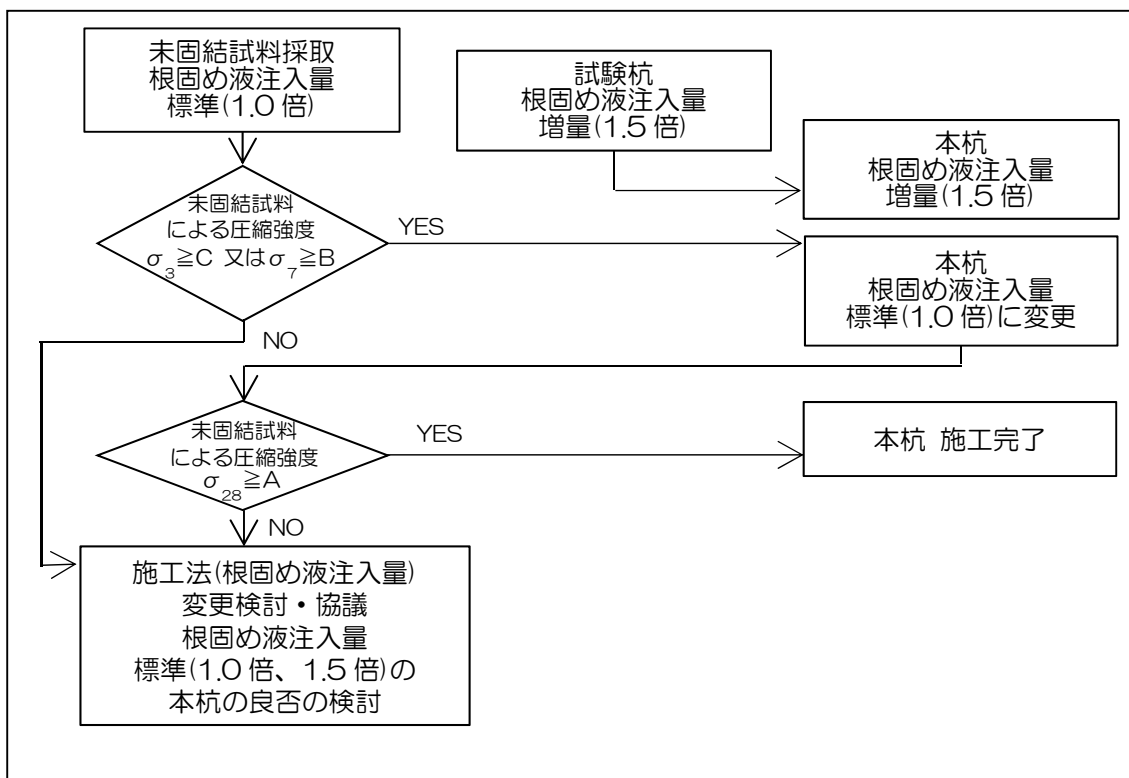 未固結試料採取
根固め液注入量
標準(1.0倍)
試験杭
根固め液注入量
増量(1.5倍)
本杭
根固め液注入量
増量(1.5倍)
未固結試料
による圧縮強度
σ3≧C 又はσ7≧B
YES
本杭
根固め液注入量
標準(1.0倍)に変更
NO
未固結試料
による圧縮強度
σ28≧A
YES
本杭 施工完了
NO
施工法(根固め液注入量)
変更検討・協議
根固め液注入量
標準(1.0倍、1.5倍)の
本杭の良否の検討